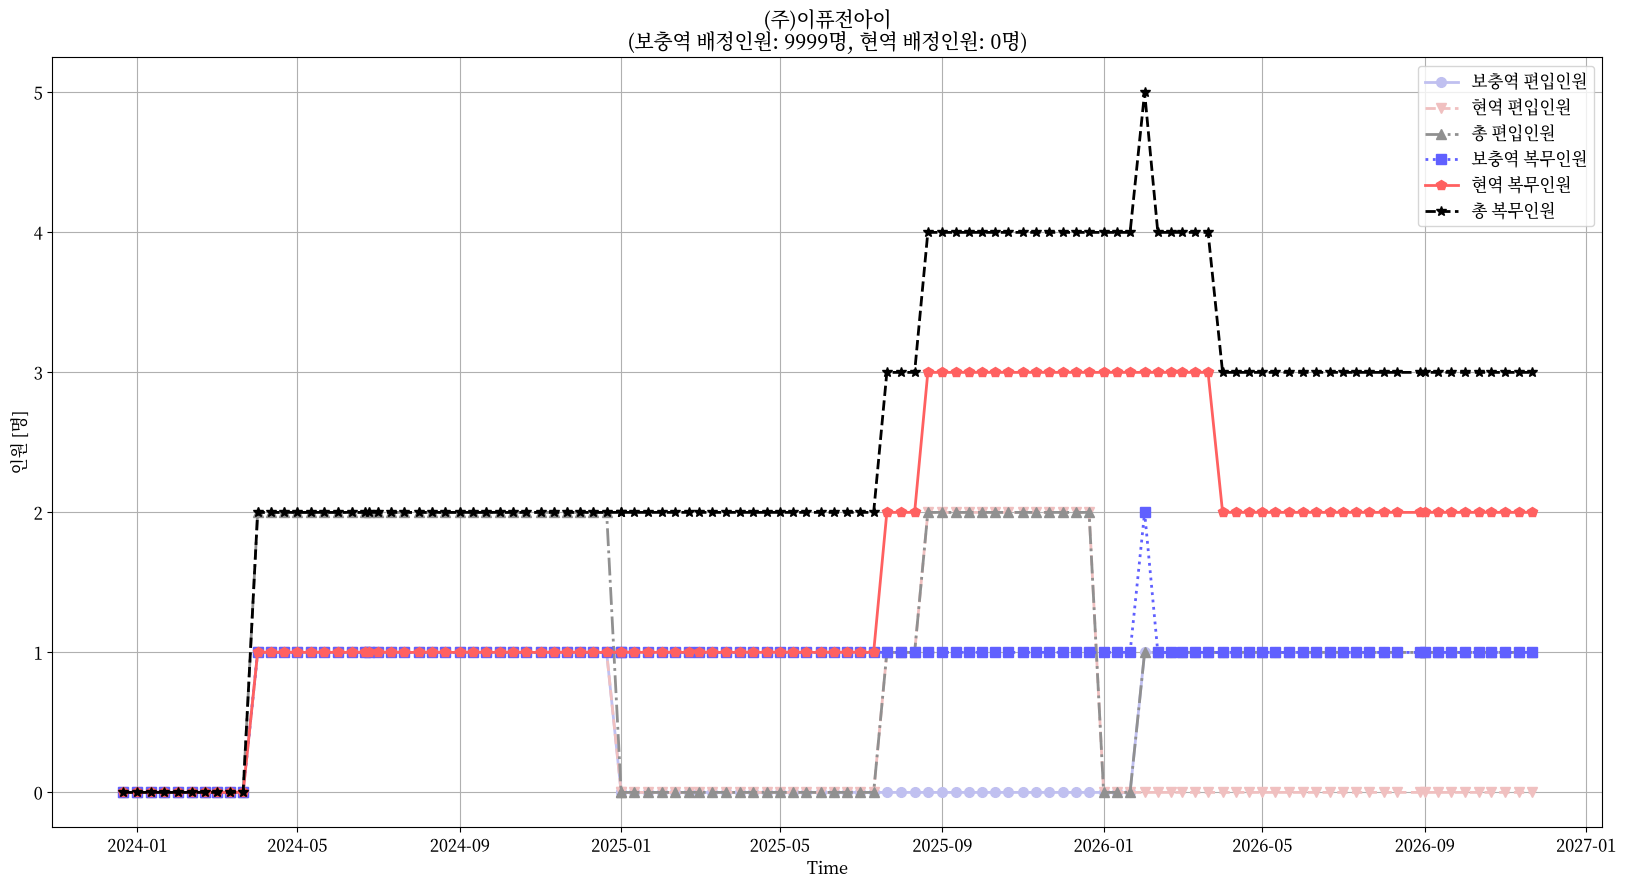 (주)이퓨전아이
(보충역 배정인원: 9999명, 현역 배정인원: 0명)
인원 [명]
5
4
3
2
1
0
보충역 편입인원
현역 편입인원
총 편입인원
보충역 복무인원
현역 복무인원
총 복무인원
2024-01 2024-05 2024-09 2025-01 2025-05 2025-09 2026-01 2026-05 2026-09 2027-01
Time